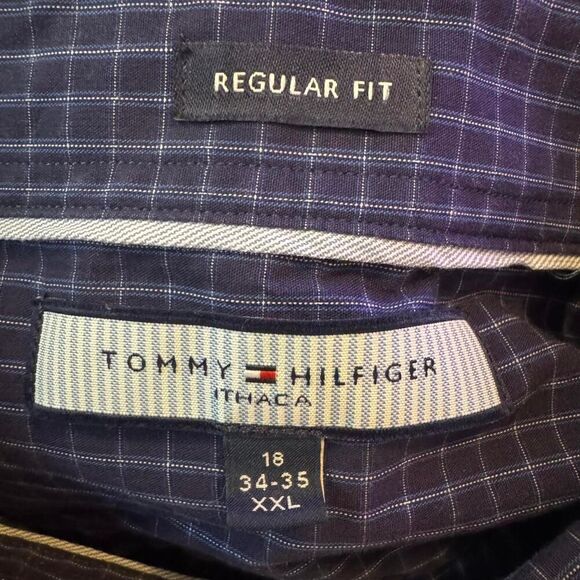 REGULAR FIT
TOMMY HILFIGER
ITHACA
18
34-35
XXL